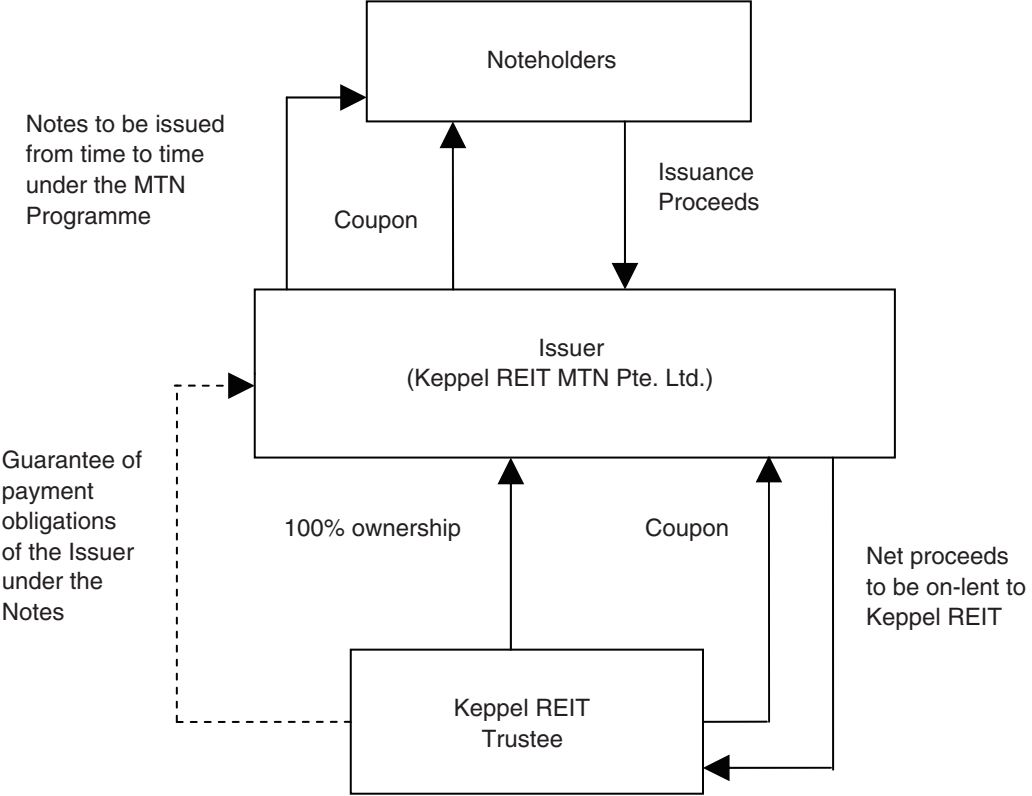 Noteholders
Notes to be issued
from time to time
under the MTN
Programme
Coupon
Issuance
Proceeds
Issuer
(Keppel REIT MTN Pte. Ltd.)
Guarantee of
payment
obligations
of the Issuer
under the
Notes
100% ownership
Coupon
Net proceeds
to be on-lent to
Keppel REIT
Keppel REIT
Trustee